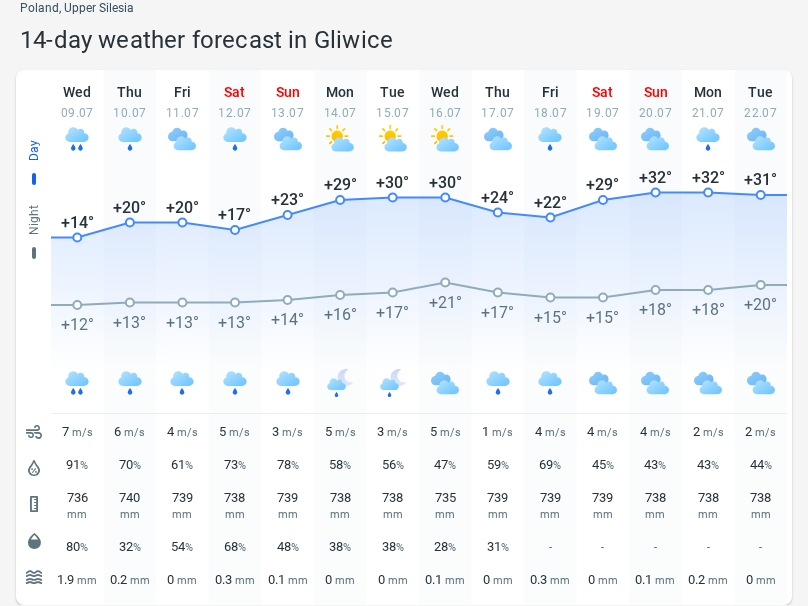 Poland, Upper Silesia
14-day weather forecast in Gliwice
Wed Thu Fri Sat Sun Mon Tue Wed Thu Fri Sat Sun Mon Tue
09.07 10.07 11.07 12.07 13.07 14.07 15.07 16.07 17.07 18.07 19.07 20.07 21.07 22.07
Day
+14° +20° +20° +17° +23° +29° +30° +30° +24° +22° +29° +32° +32° +31°
Night
+12° +13° +13° +13° +14° +16° +17° +21° +17° +15° +15° +18° +18° +20°
7 m/s 6 m/s 4 m/s 5 m/s 3 m/s 5 m/s 3 m/s 5 m/s 1 m/s 4 m/s 4 m/s 4 m/s 2 m/s 2 m/s
91% 70% 61% 73% 78% 58% 56% 47% 59% 69% 45% 43% 43% 44%
736 740 739 738 739 738 738 735 739 739 739 738 738 738
mm mm mm mm mm mm mm mm mm mm mm mm mm mm
80% 32% 54% 68% 48% 38% 38% 28% 31% - - - - -
1.9 mm 0.2 mm 0 mm 0.3 mm 0.1 mm 0 mm 0 mm 0.1 mm 0 mm 0.3 mm 0 mm 0.1 mm 0.2 mm 0 mm